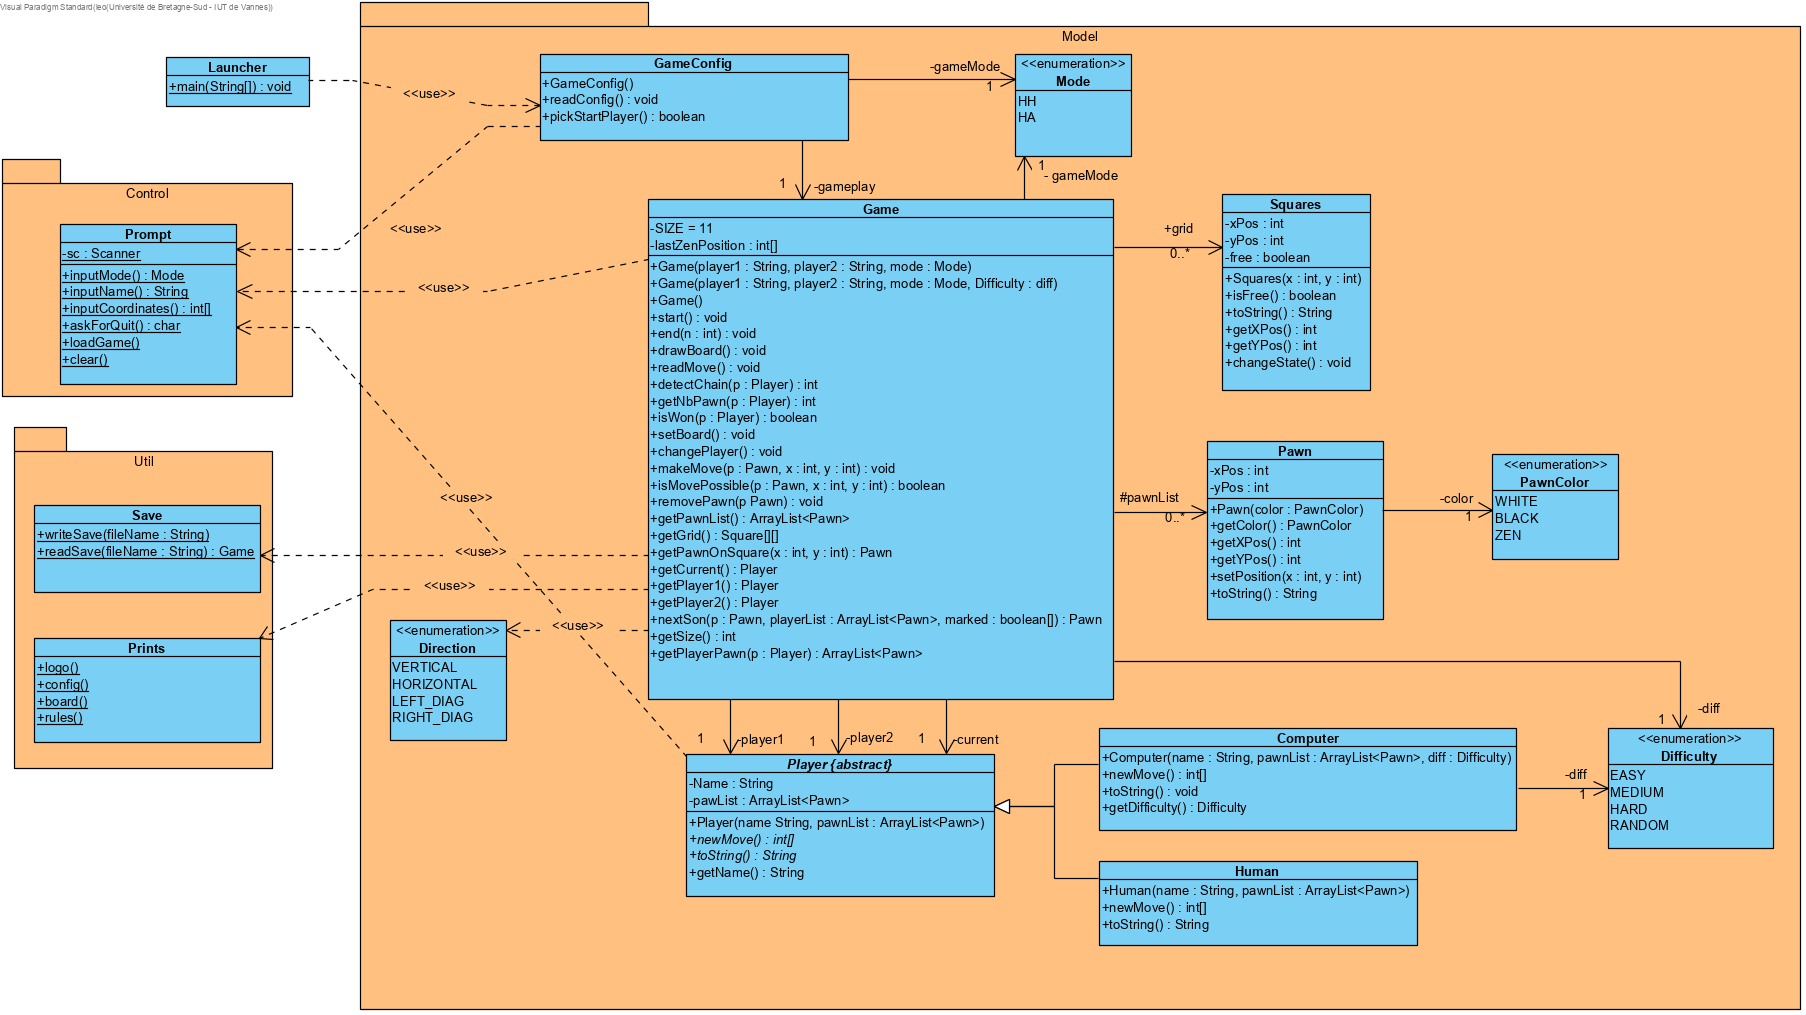 Visual Paradigm Standard(leo(Université de Bretagne-Sud - IUT de Vannes))
Model
Launcher
+main(String[]) : void
<<use>>
GameConfig
+GameConfig()
+readConfig() : void
+pickStartPlayer() : boolean
-gameMode
1
<<enumeration>>
Mode
HH
HA
1
- gameMode
1
-gameplay
Control
Prompt
-sc : Scanner
+inputMode() : Mode
+inputName() : String
+inputCoordinates() : int[]
+askForQuit() : char
+loadGame()
+clear()
<<use>>
<<use>>
Game
-SIZE = 11
-lastZenPosition : int[]
+Game(player1 : String, player2 : String, mode : Mode)
+Game(player1 : String, player2 : String, mode : Mode, Difficulty : diff)
+Game()
+start() : void
+end(n : int) : void
+drawBoard() : void
+readMove() : void
+detectChain(p : Player) : int
+getNbPawn(p : Player) : int
+isWon(p : Player) : boolean
+setBoard() : void
+changePlayer() : void
+makeMove(p : Pawn, x : int, y : int) : void
+isMovePossible(p : Pawn, x : int, y : int) : boolean
+removePawn(p Pawn) : void
+getPawnList() : ArrayList<Pawn>
+getGrid() : Square[][]
+getPawnOnSquare(x : int, y : int) : Pawn
+getCurrent() : Player
+getPlayer1() : Player
+getPlayer2() : Player
+nextSon(p : Pawn, playerList : ArrayList<Pawn>, marked : boolean[]) : Pawn
+getSize() : int
+getPlayerPawn(p : Player) : ArrayList<Pawn>
+grid
0..*
Squares
-xPos : int
-yPos : int
-free : boolean
+Squares(x : int, y : int)
+isFree() : boolean
+toString() : String
+getXPos() : int
+getYPos() : int
+changeState() : void
#pawnList
0..*
Pawn
-xPos : int
-yPos : int
+Pawn(color : PawnColor)
+getColor() : PawnColor
+getXPos() : int
+getYPos() : int
+setPosition(x : int, y : int)
+toString() : String
-color
1
<<enumeration>>
PawnColor
WHITE
BLACK
ZEN
Util
Save
+writeSave(fileName : String)
+readSave(fileName : String) : Game
Prints
+logo()
+config()
+board()
+rules()
<<use>>
<<use>>
<<use>>
<<use>>
<<enumeration>>
Direction
VERTICAL
HORIZONTAL
LEFT_DIAG
RIGHT_DIAG
1
-player1
1
-player2
1
-current
Player {abstract}
-Name : String
-pawList : ArrayList<Pawn>
+Player(name String, pawnList : ArrayList<Pawn>)
+newMove() : int[]
+toString() : String
+getName() : String
Computer
+Computer(name : String, pawnList : ArrayList<Pawn>, diff : Difficulty)
+newMove() : int[]
+toString() : void
+getDifficulty() : Difficulty
Human
+Human(name : String, pawnList : ArrayList<Pawn>)
+newMove() : int[]
+toString() : String
-diff
1
-diff
1
<<enumeration>>
Difficulty
EASY
MEDIUM
HARD
RANDOM